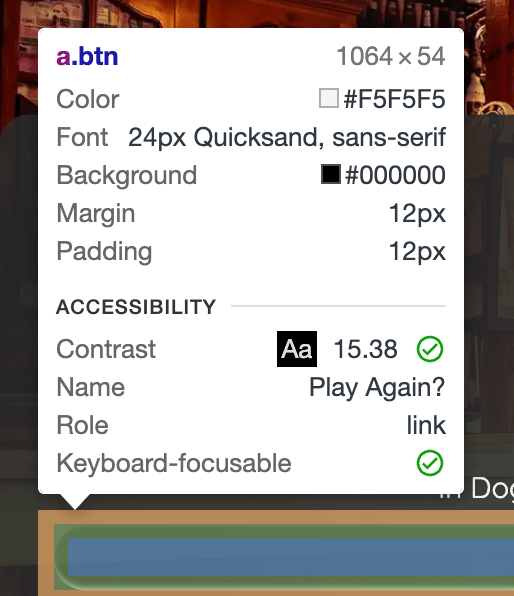 a.btn 1064 × 54
Color #F5F5F5
Font 24px Quicksand, sans-serif
Background #000000
Margin 12px
Padding 12px
ACCESSIBILITY
Contrast Aa 15.38
Name Play Again?
Role link
Keyboard-focusable
in Dog